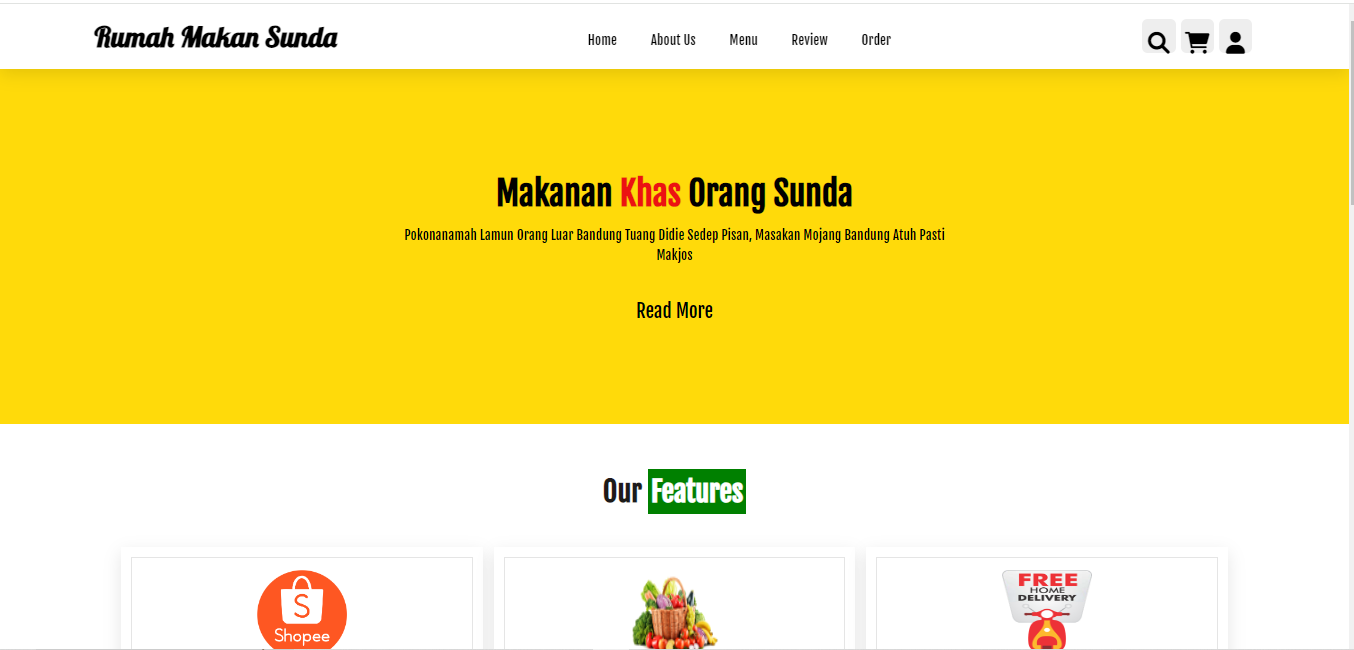 Rumah Makan Sunda
Home About Us Menu Review Order
Makanan Khas Orang Sunda
Pokonanamah Lamun Orang Luar Bandung Tuang Didie Sedep Pisan, Masakan Mojang Bandung Atuh Pasti
Makjos
Read More
Our Features
S
Shopee
FREE
HOME
DELIVERY